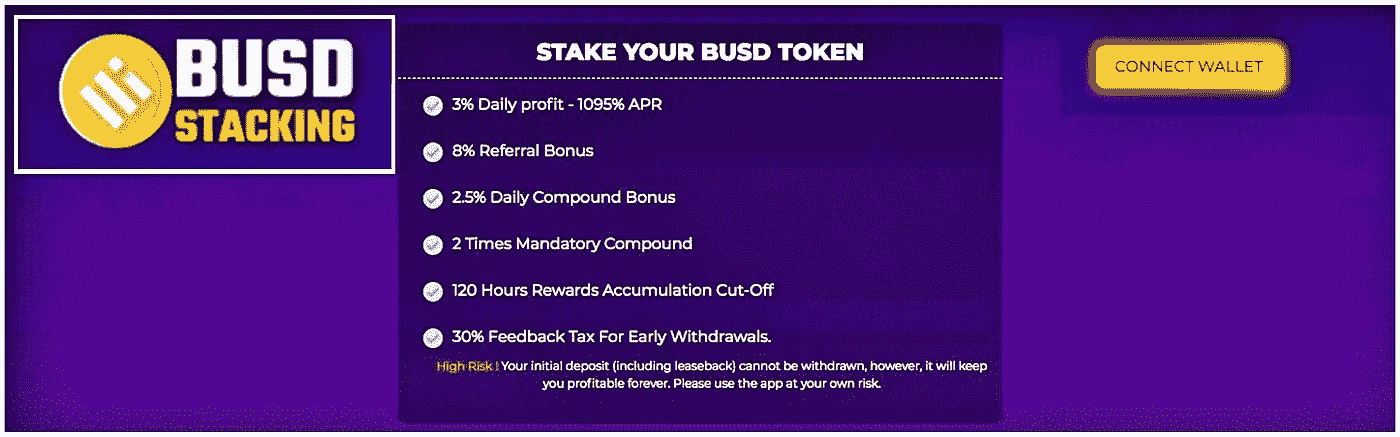 BUSD
STACKING
STAKE YOUR BUSD TOKEN
3% Daily profit - 1095% APR
8% Referral Bonus
2.5% Daily Compound Bonus
2 Times Mandatory Compound
120 Hours Rewards Accumulation Cut-Off
30% Feedback Tax For Early Withdrawals.
High Risk ! Your initial deposit (including leaseback) cannot be withdrawn, however, it will keep
you profitable forever. Please use the app at your own risk.
CONNECT WALLET